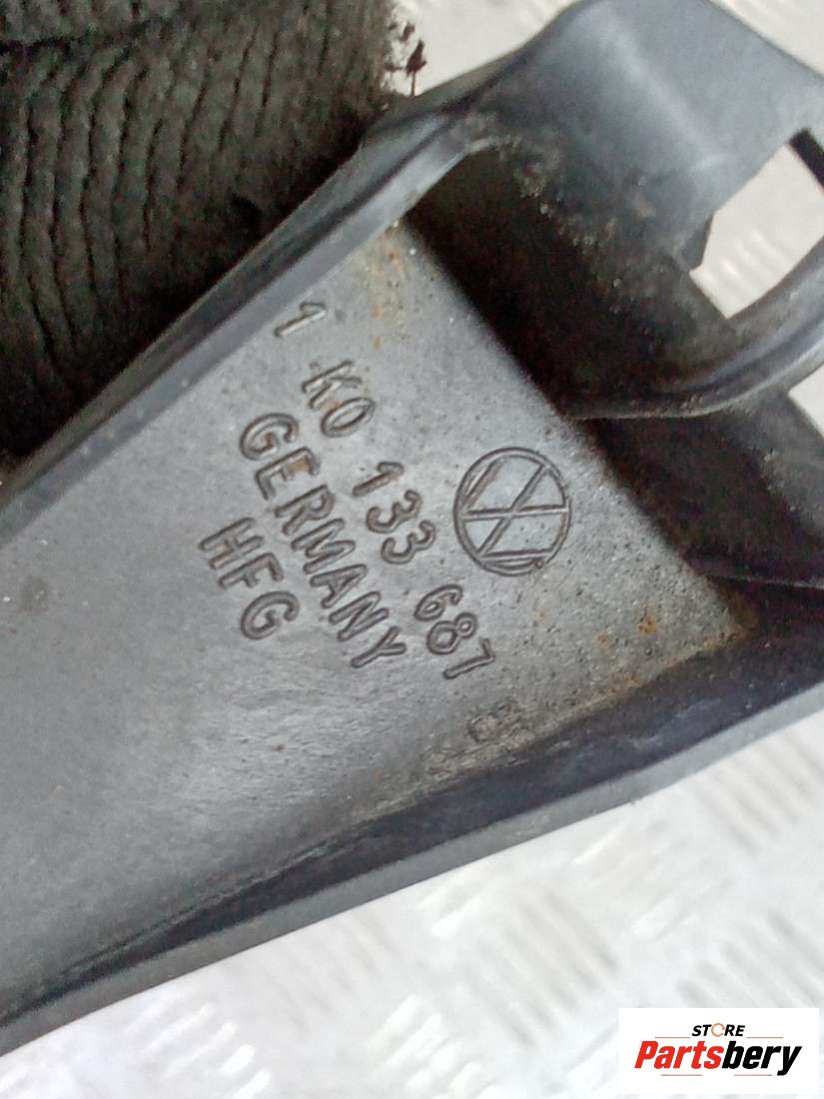 1 K0 133 687
GERMANY
HFG
STORE
Partsbery